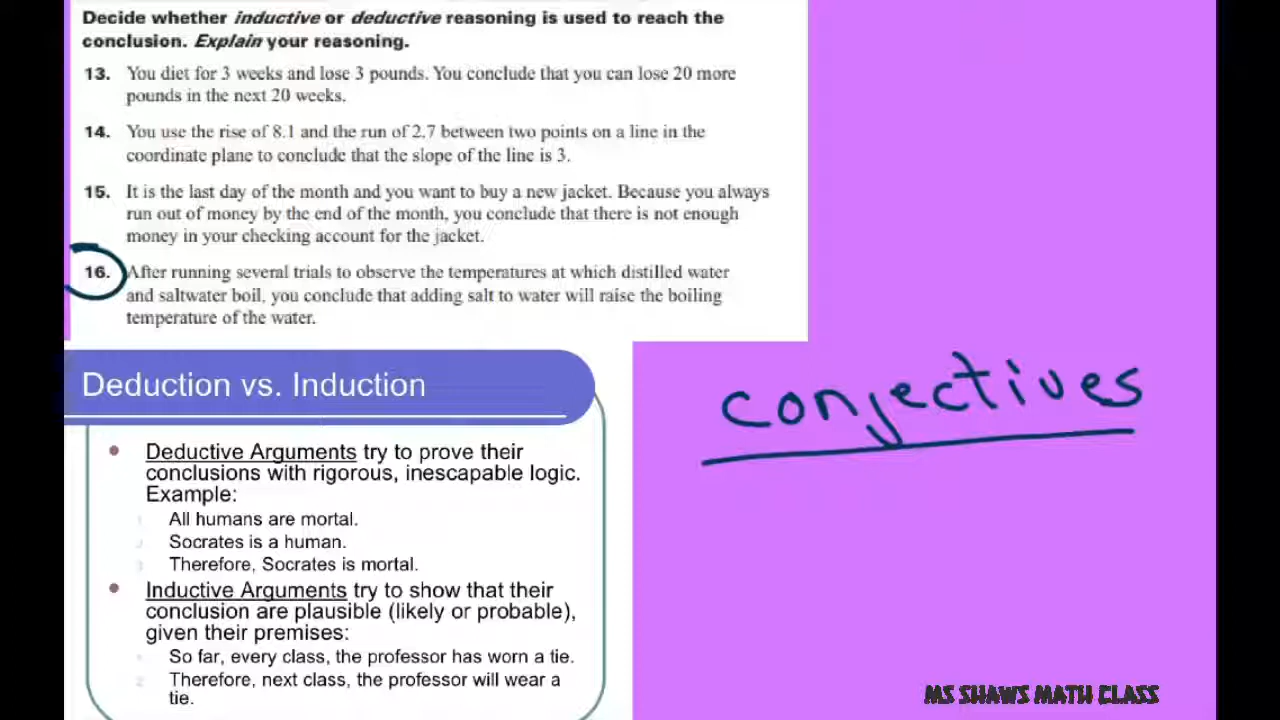 Decide whether inductive or deductive reasoning is used to reach the
conclusion. Explain your reasoning.
13. You diet for 3 weeks and lose 3 pounds. You conclude that you can lose 20 more
pounds in the next 20 weeks.
14. You use the rise of 8.1 and the run of 2.7 between two points on a line in the
coordinate plane to conclude that the slope of the line is 3.
15. It is the last day of the month and you want to buy a new jacket. Because you always
run out of money by the end of the month, you conclude that there is not enough
money in your checking account for the jacket.
16. After running several trials to observe the temperatures at which distilled water
and saltwater boil, you conclude that adding salt to water will raise the boiling
temperature of the water.
Deduction vs. Induction
• Deductive Arguments try to prove their
conclusions with rigorous, inescapable logic.
Example:
1 All humans are mortal.
2 Socrates is a human.
3 Therefore, Socrates is mortal.
• Inductive Arguments try to show that their
conclusion are plausible (likely or probable),
given their premises:
1 So far, every class, the professor has worn a tie.
2 Therefore, next class, the professor will wear a
tie.
conjectives
MS SHAWS MATH CLASS